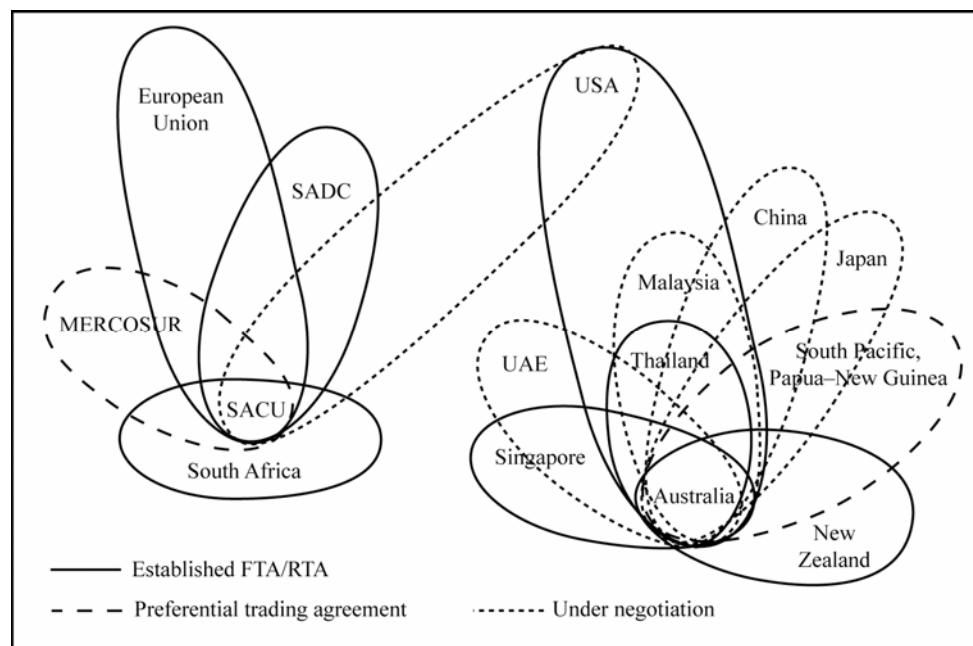 European
Union
USA
SADC
China
Japan
Malaysia
MERCOSUR
UAE
Thailand
South Pacific,
Papua–New Guinea
SACU
South Africa
Singapore
Australia
New
Zealand
Established FTA/RTA
Preferential trading agreement
Under negotiation